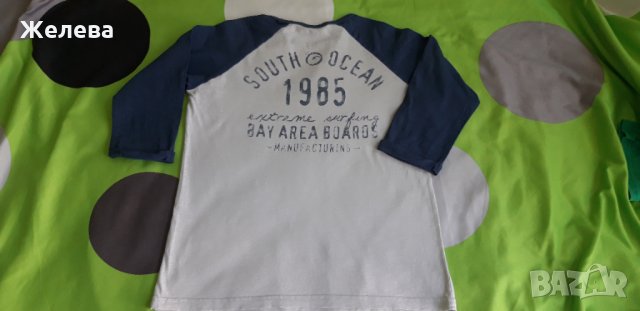 Желева
SOUTH OCEAN
1985
extreme surfing
BAY AREA BOARDS
-MANUFACTURING-
BAZAR